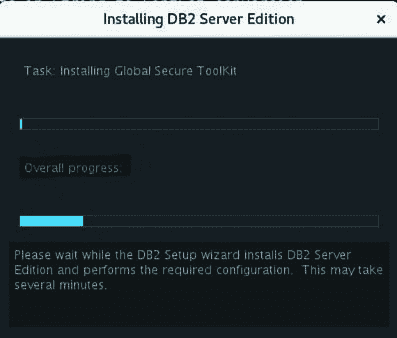 Installing DB2 Server Edition ×
Task: Installing Global Secure ToolKit
Overall progress:
Please wait while the DB2 Setup wizard installs DB2 Server
Edition and performs the required configuration. This may take
several minutes.